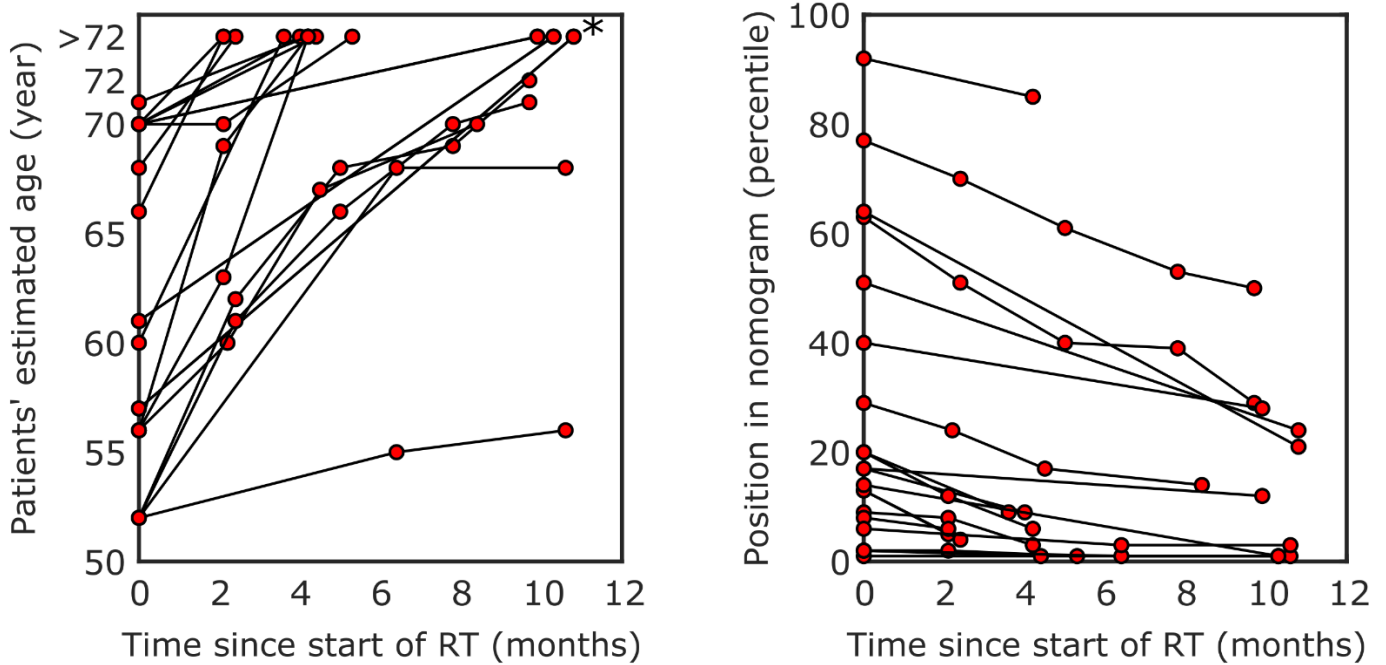 Patients' estimated age (year)
> 72
72
70
65
60
55
50
*
0 2 4 6 8 10 12
Time since start of RT (months)
Position in nomogram (percentile)
100
80
60
40
20
0
0 2 4 6 8 10 12
Time since start of RT (months)